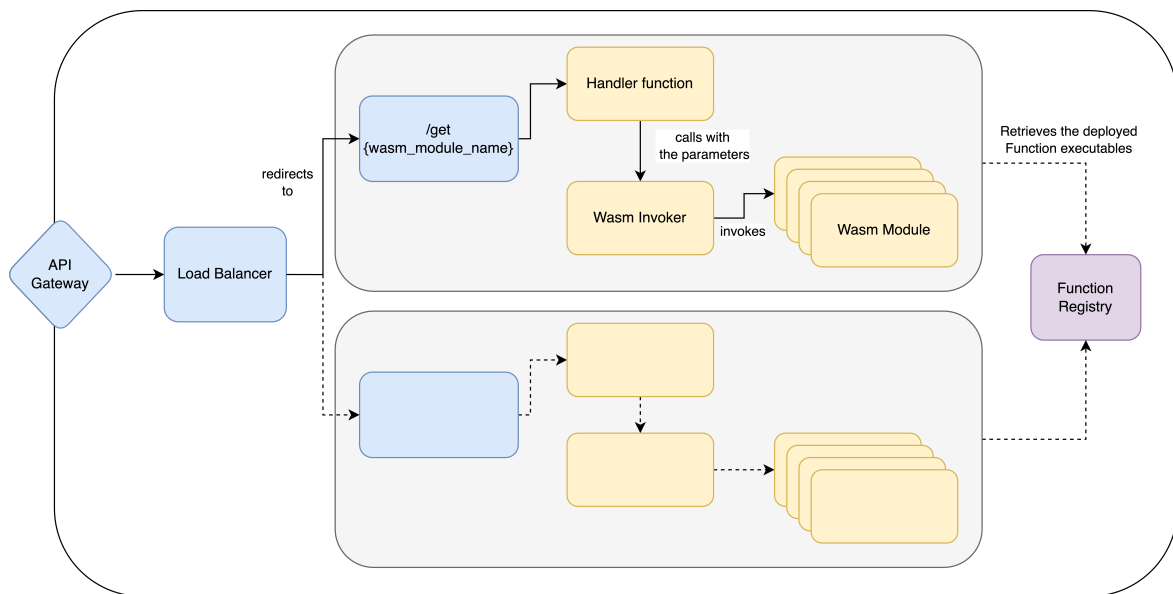 Handler function
/get
{wasm_module_name}
calls with
the parameters
Retrieves the deployed
Function executables
redirects
to
Wasm Invoker
invokes
Wasm Module
API
Gateway
Load Balancer
Function
Registry